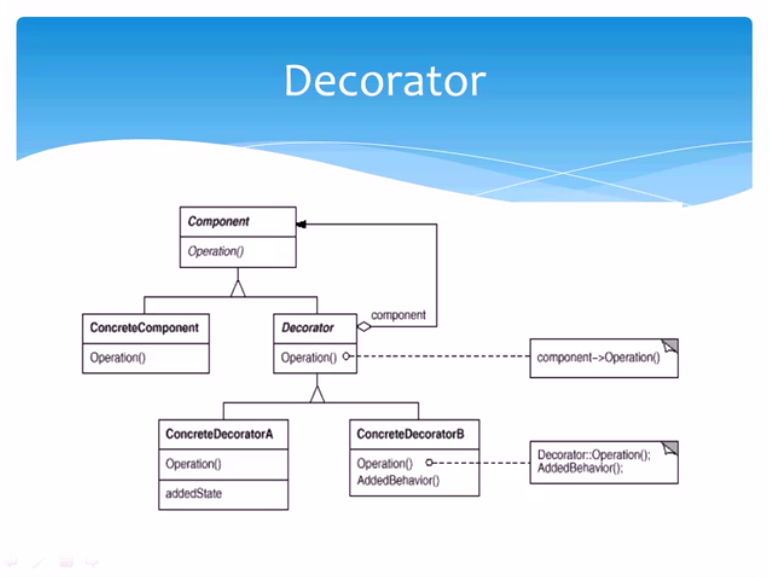 Decorator
Component
Operation()
component
ConcreteComponent
Operation()
Decorator
Operation()
component->Operation()
ConcreteDecoratorA
Operation()
addedState
ConcreteDecoratorB
Operation()
AddedBehavior()
Decorator::Operation();
AddedBehavior();